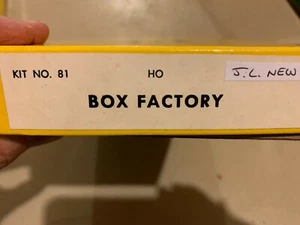 KIT NO. 81 HO J.L. NEW
BOX FACTORY